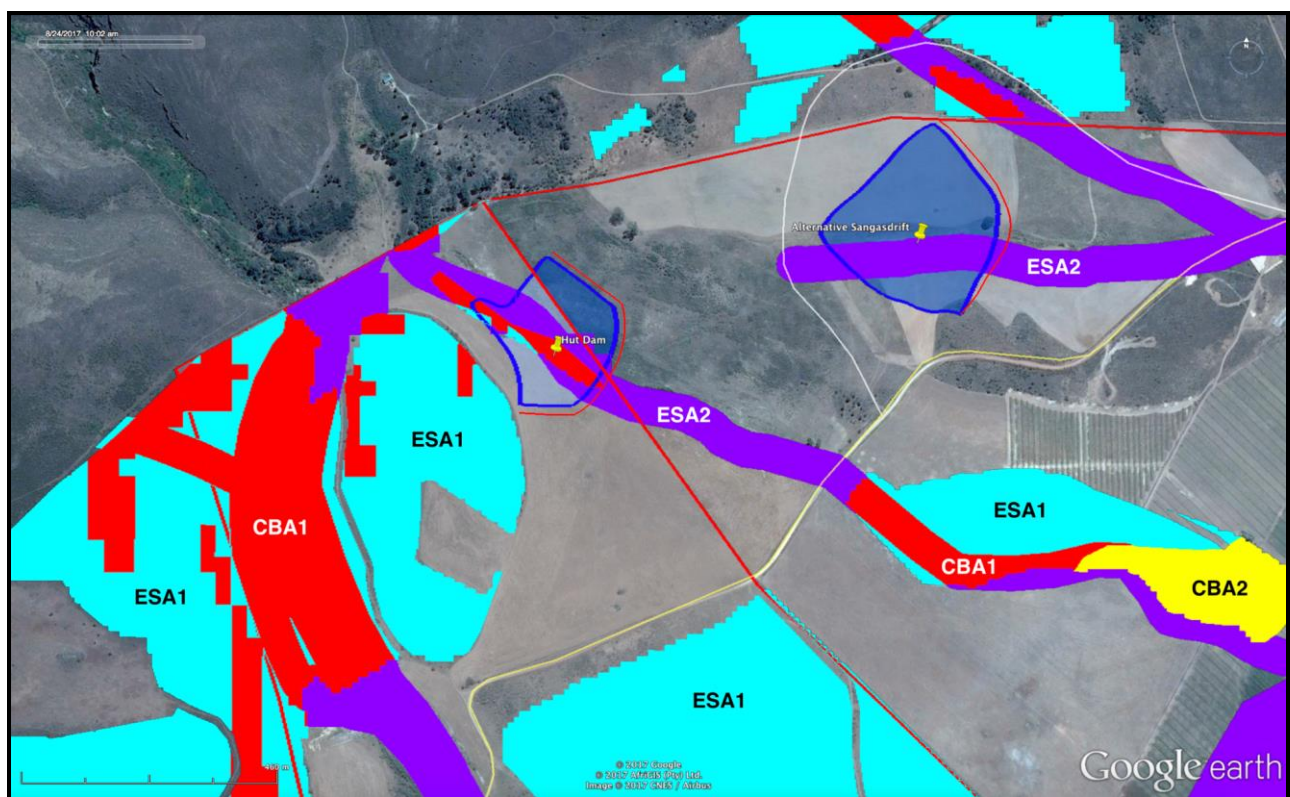 8/24/2017 10:02 am
N
Alternative Sangasdrift
ESA2
Hut Dam
ESA2
ESA1
ESA1
CBA1
CBA1
CBA2
ESA1
ESA1
© 2017 Google
© 2017 AfriGIS (Pty) Ltd.
Image © 2017 CNES / Airbus
Google earth